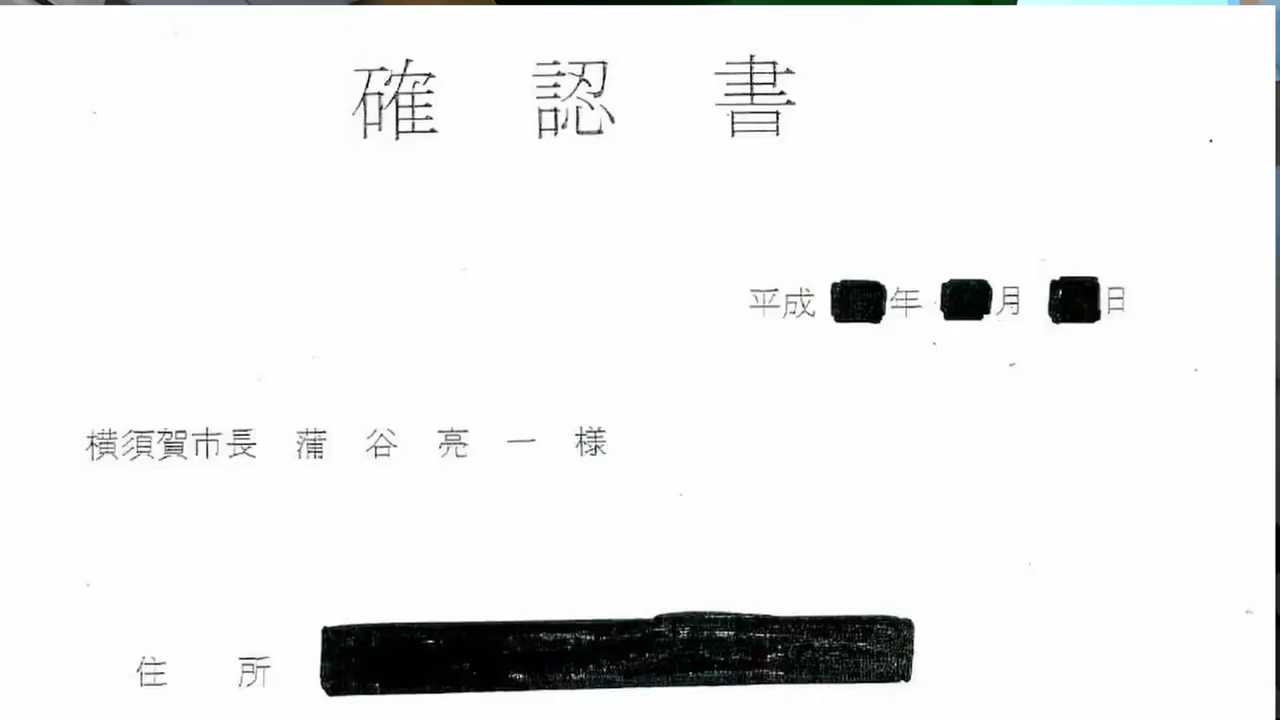 確認書
平成 年 月 日
横須賀市長 蒲谷亮一様
住所